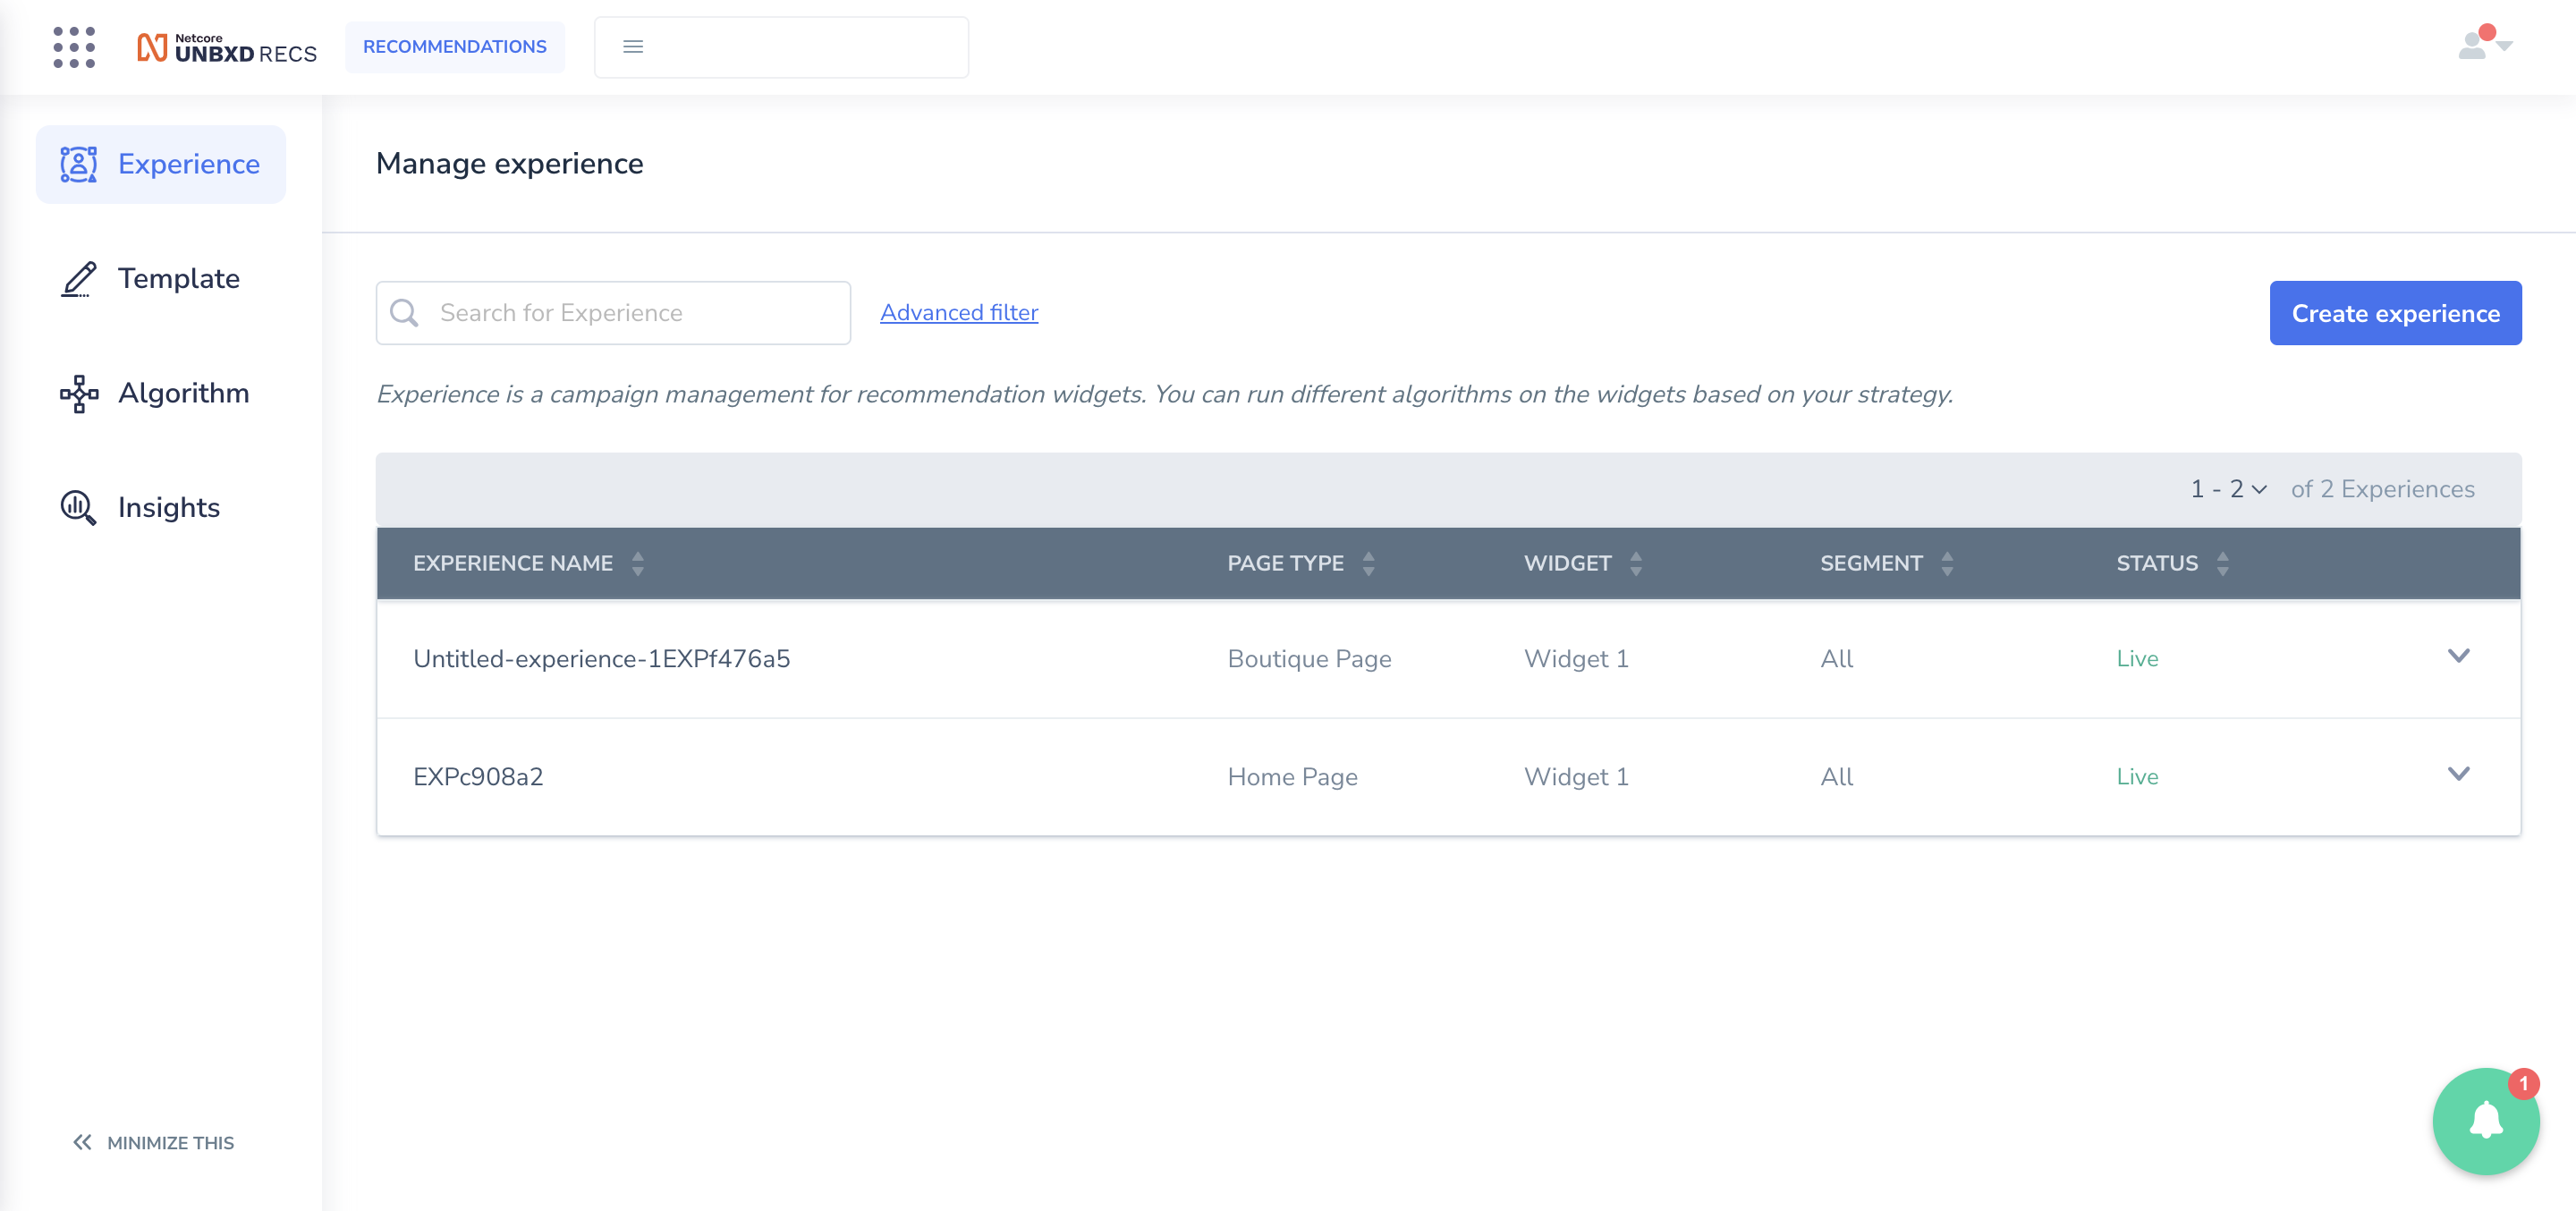 Netcore
UNBXD RECS
RECOMMENDATIONS
Experience
Template
Algorithm
Insights
MINIMIZE THIS
Manage experience
Search for Experience
Advanced filter
Create experience
Experience is a campaign management for recommendation widgets. You can run different algorithms on the widgets based on your strategy.
1 - 2 of 2 Experiences
EXPERIENCE NAME PAGE TYPE WIDGET SEGMENT STATUS
Untitled-experience-1EXPf476a5 Boutique Page Widget 1 All Live
EXPc908a2 Home Page Widget 1 All Live
1